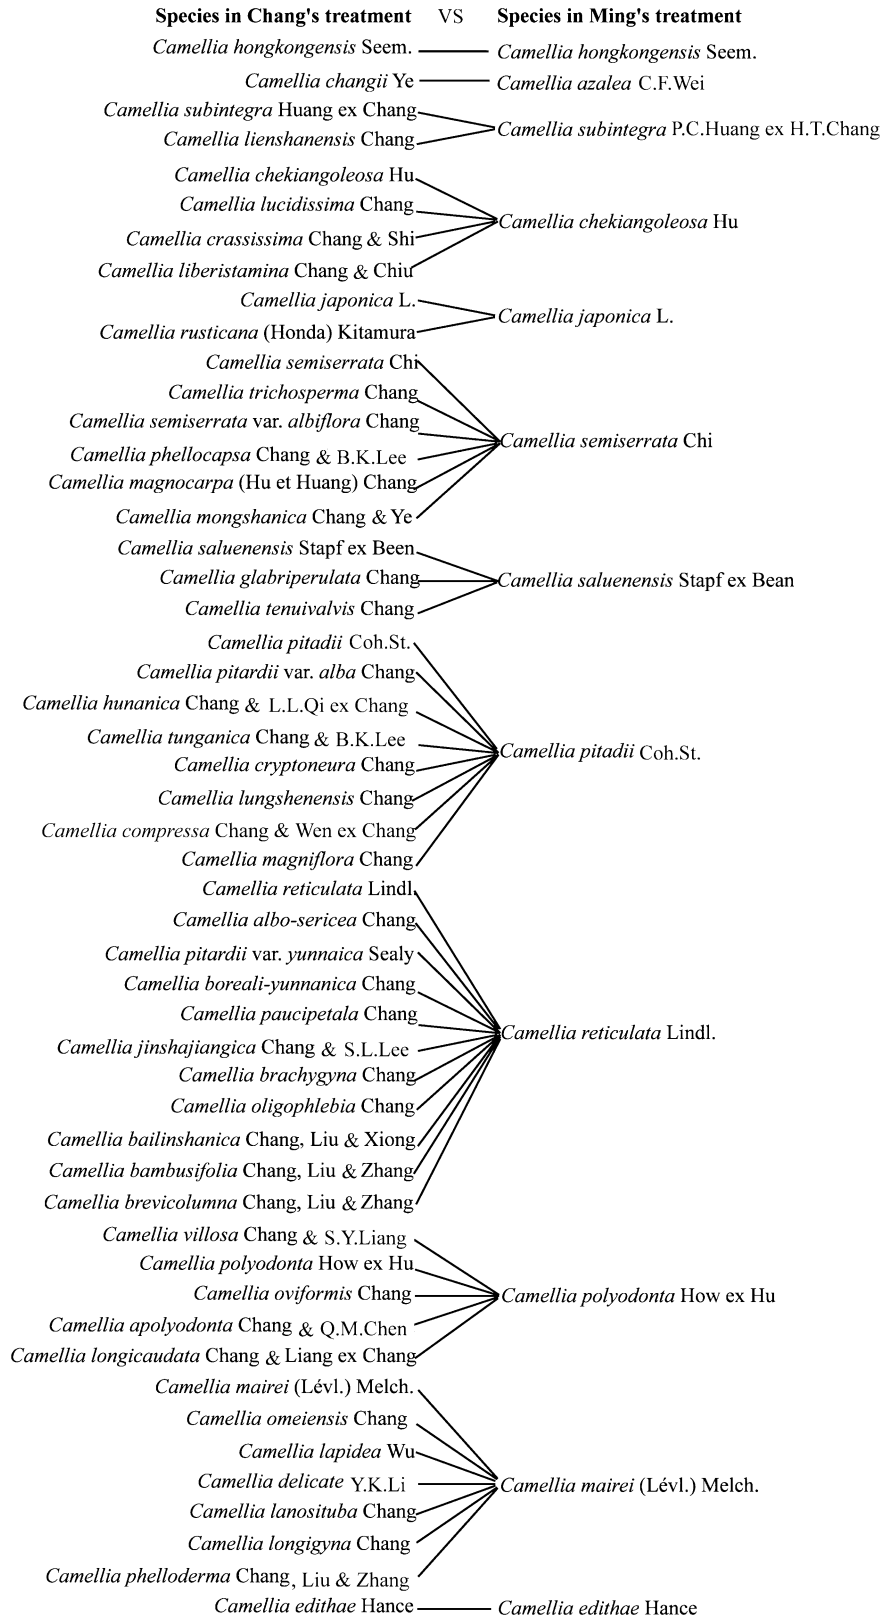 Species in Chang's treatment VS Species in Ming's treatment
Camellia hongkongensis Seem. Camellia hongkongensis Seem.
Camellia changii Ye Camellia azalea C.F.Wei
Camellia subintegra Huang ex Chang
Camellia subintegra P.C.Huang ex H.T.Chang
Camellia lienshanensis Chang
Camellia chekiangoleosa Hu
Camellia lucidissima Chang
Camellia chekiangoleosa Hu
Camellia crassissima Chang & Shi
Camellia liberistamina Chang & Chiu
Camellia japonica L.
Camellia japonica L.
Camellia rusticana (Honda) Kitamura
Camellia semiserrata Chi
Camellia trichosperma Chang
Camellia semiserrata var. albiflora Chang
Camellia semiserrata Chi
Camellia phellocapsa Chang & B.K.Lee
Camellia magnocarpa (Hu et Huang) Chang
Camellia mongshanica Chang & Ye
Camellia saluenensis Stapf ex Been
Camellia glabriperulata Chang Camellia saluenensis Stapf ex Bean
Camellia tenuivalvis Chang
Camellia pitadii Coh.St.
Camellia pitardii var. alba Chang
Camellia hunanica Chang & L.L.Qi ex Chang
Camellia tunganica Chang & B.K.Lee
Camellia pitadii Coh.St.
Camellia cryptoneura Chang
Camellia lungshenensis Chang
Camellia compressa Chang & Wen ex Chang
Camellia magniflora Chang
Camellia reticulata Lindl.
Camellia albo-sericea Chang
Camellia pitardii var. yunnaica Sealy
Camellia boreali-yunnanica Chang
Camellia paucipetala Chang
Camellia reticulata Lindl.
Camellia jinshajiangica Chang & S.L.Lee
Camellia brachygyna Chang
Camellia oligophlebia Chang
Camellia bailinshanica Chang, Liu & Xiong
Camellia bambusifolia Chang, Liu & Zhang
Camellia brevicolumna Chang, Liu & Zhang
Camellia villosa Chang & S.Y.Liang
Camellia polyodonta How ex Hu
Camellia oviformis Chang Camellia polyodonta How ex Hu
Camellia apolyodonta Chang & Q.M.Chen
Camellia longicaudata Chang & Liang ex Chang
Camellia mairei (Lévl.) Melch.
Camellia omeiensis Chang
Camellia lapidea Wu
Camellia delicate Y.K.Li Camellia mairei (Lévl.) Melch.
Camellia lanosituba Chang
Camellia longigyna Chang
Camellia phelloderma Chang, Liu & Zhang
Camellia edithae Hance Camellia edithae Hance